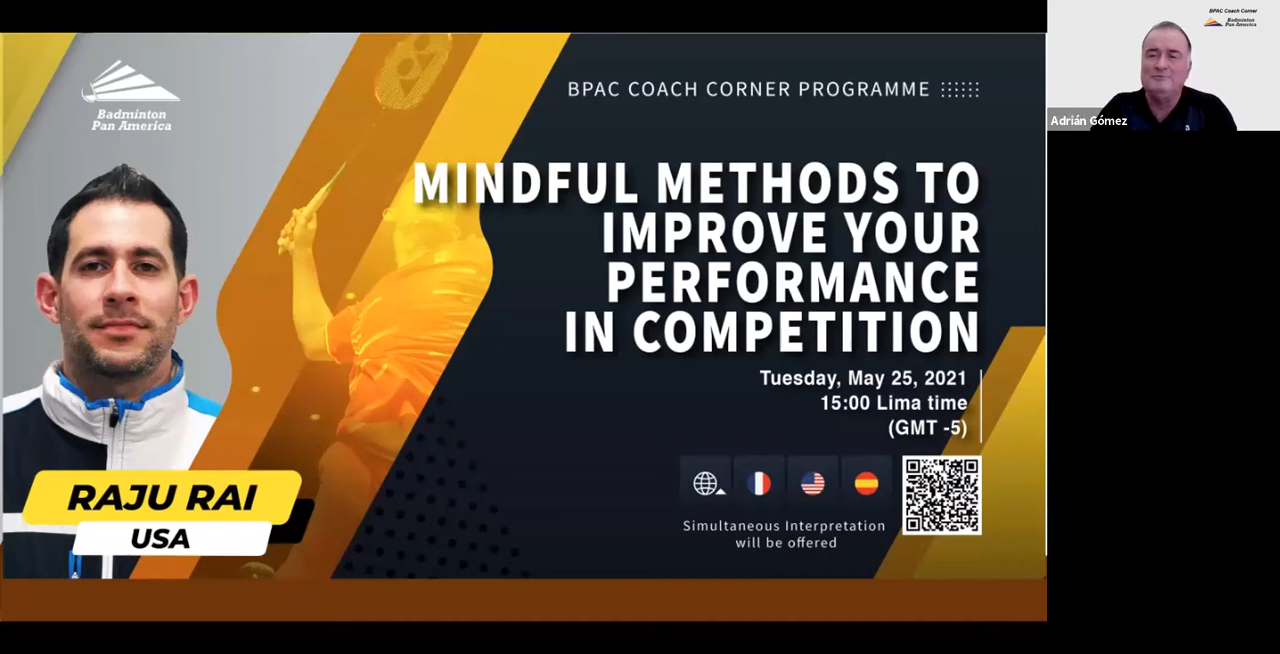 Badminton
Pan America
BPAC COACH CORNER PROGRAMME
MINDFUL METHODS TO
IMPROVE YOUR
PERFORMANCE
IN COMPETITION
Tuesday, May 25, 2021
15:00 Lima time
(GMT -5)
Simultaneous Interpretation
will be offered
RAJU RAI
USA
BPAC Coach Corner
Badminton
Pan America
Adrián Gómez